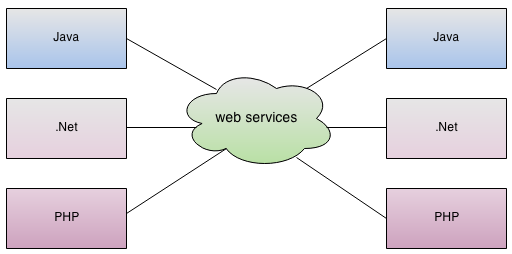 Java
Java
web services
.Net
.Net
PHP
PHP